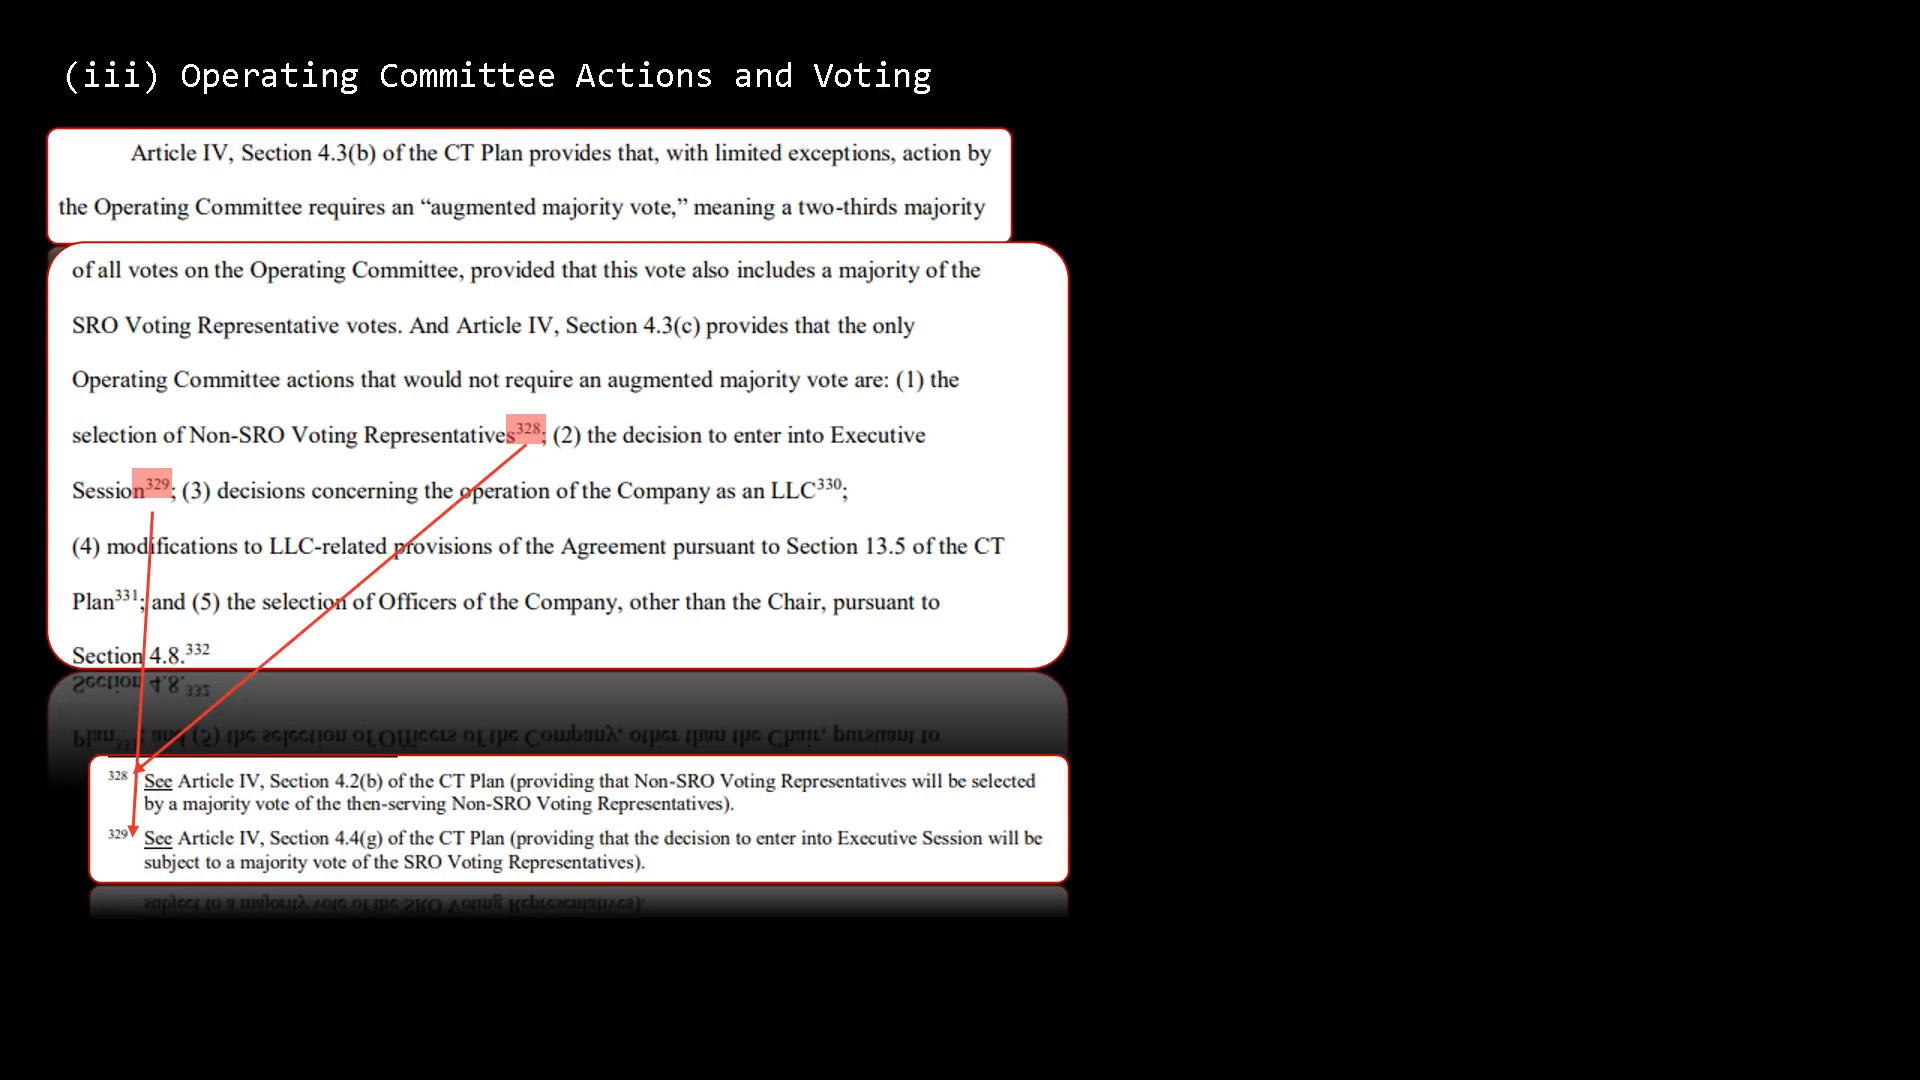 (iii) Operating Committee Actions and Voting
Article IV, Section 4.3(b) of the CT Plan provides that, with limited exceptions, action by
the Operating Committee requires an “augmented majority vote,” meaning a two-thirds majority
of all votes on the Operating Committee, provided that this vote also includes a majority of the
SRO Voting Representative votes. And Article IV, Section 4.3(c) provides that the only
Operating Committee actions that would not require an augmented majority vote are: (1) the
selection of Non-SRO Voting Representatives328; (2) the decision to enter into Executive
Session329; (3) decisions concerning the operation of the Company as an LLC330;
(4) modifications to LLC-related provisions of the Agreement pursuant to Section 13.5 of the CT
Plan331; and (5) the selection of Officers of the Company, other than the Chair, pursuant to
Section 4.8.332
328 See Article IV, Section 4.2(b) of the CT Plan (providing that Non-SRO Voting Representatives will be selected
by a majority vote of the then-serving Non-SRO Voting Representatives).
329 See Article IV, Section 4.4(g) of the CT Plan (providing that the decision to enter into Executive Session will be
subject to a majority vote of the SRO Voting Representatives).